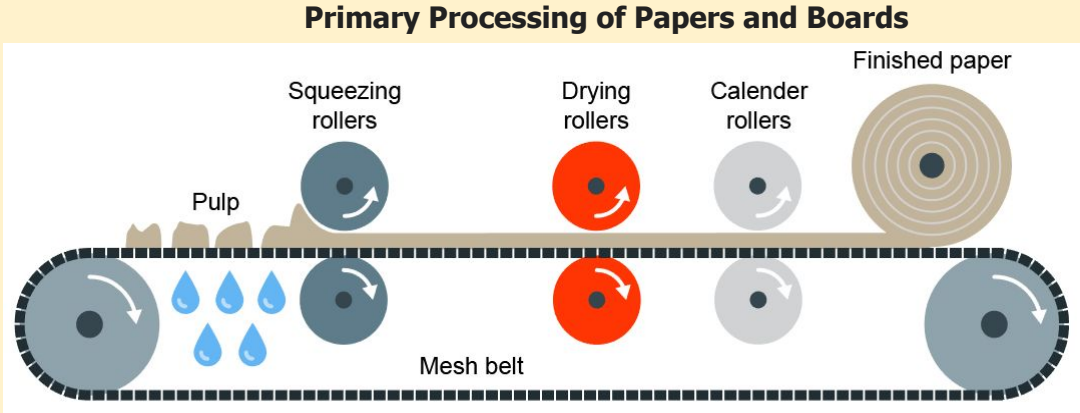 Primary Processing of Papers and Boards
Finished paper
Squeezing
rollers
Drying
rollers
Calender
rollers
Pulp
Mesh belt